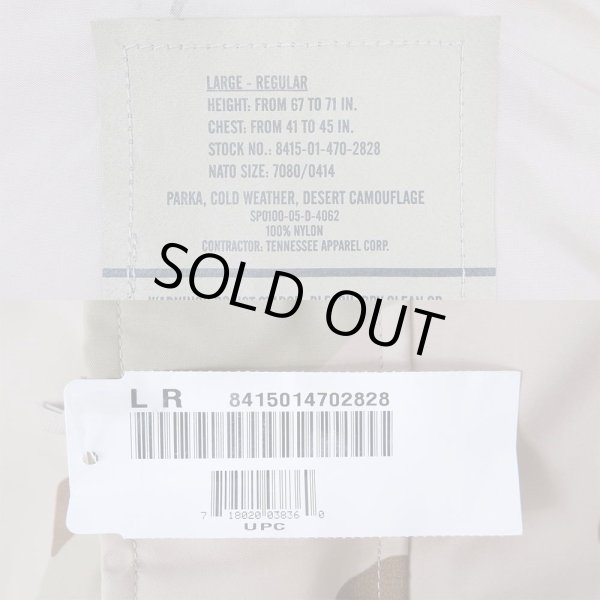 LARGE - REGULAR
HEIGHT: FROM 67 TO 71 IN.
CHEST: FROM 41 TO 45 IN.
STOCK NO.: 8415-01-470-2828
NATO SIZE: 7080/0414
PARKA, COLD WEATHER, DESERT CAMOUFLAGE
SPO100-05-D-4062
100% NYLON
CONTRACTOR: TENNESSEE APPAREL CORP.
SOLD OUT
L R 8415014702828
7 18020 03836 0
UPC